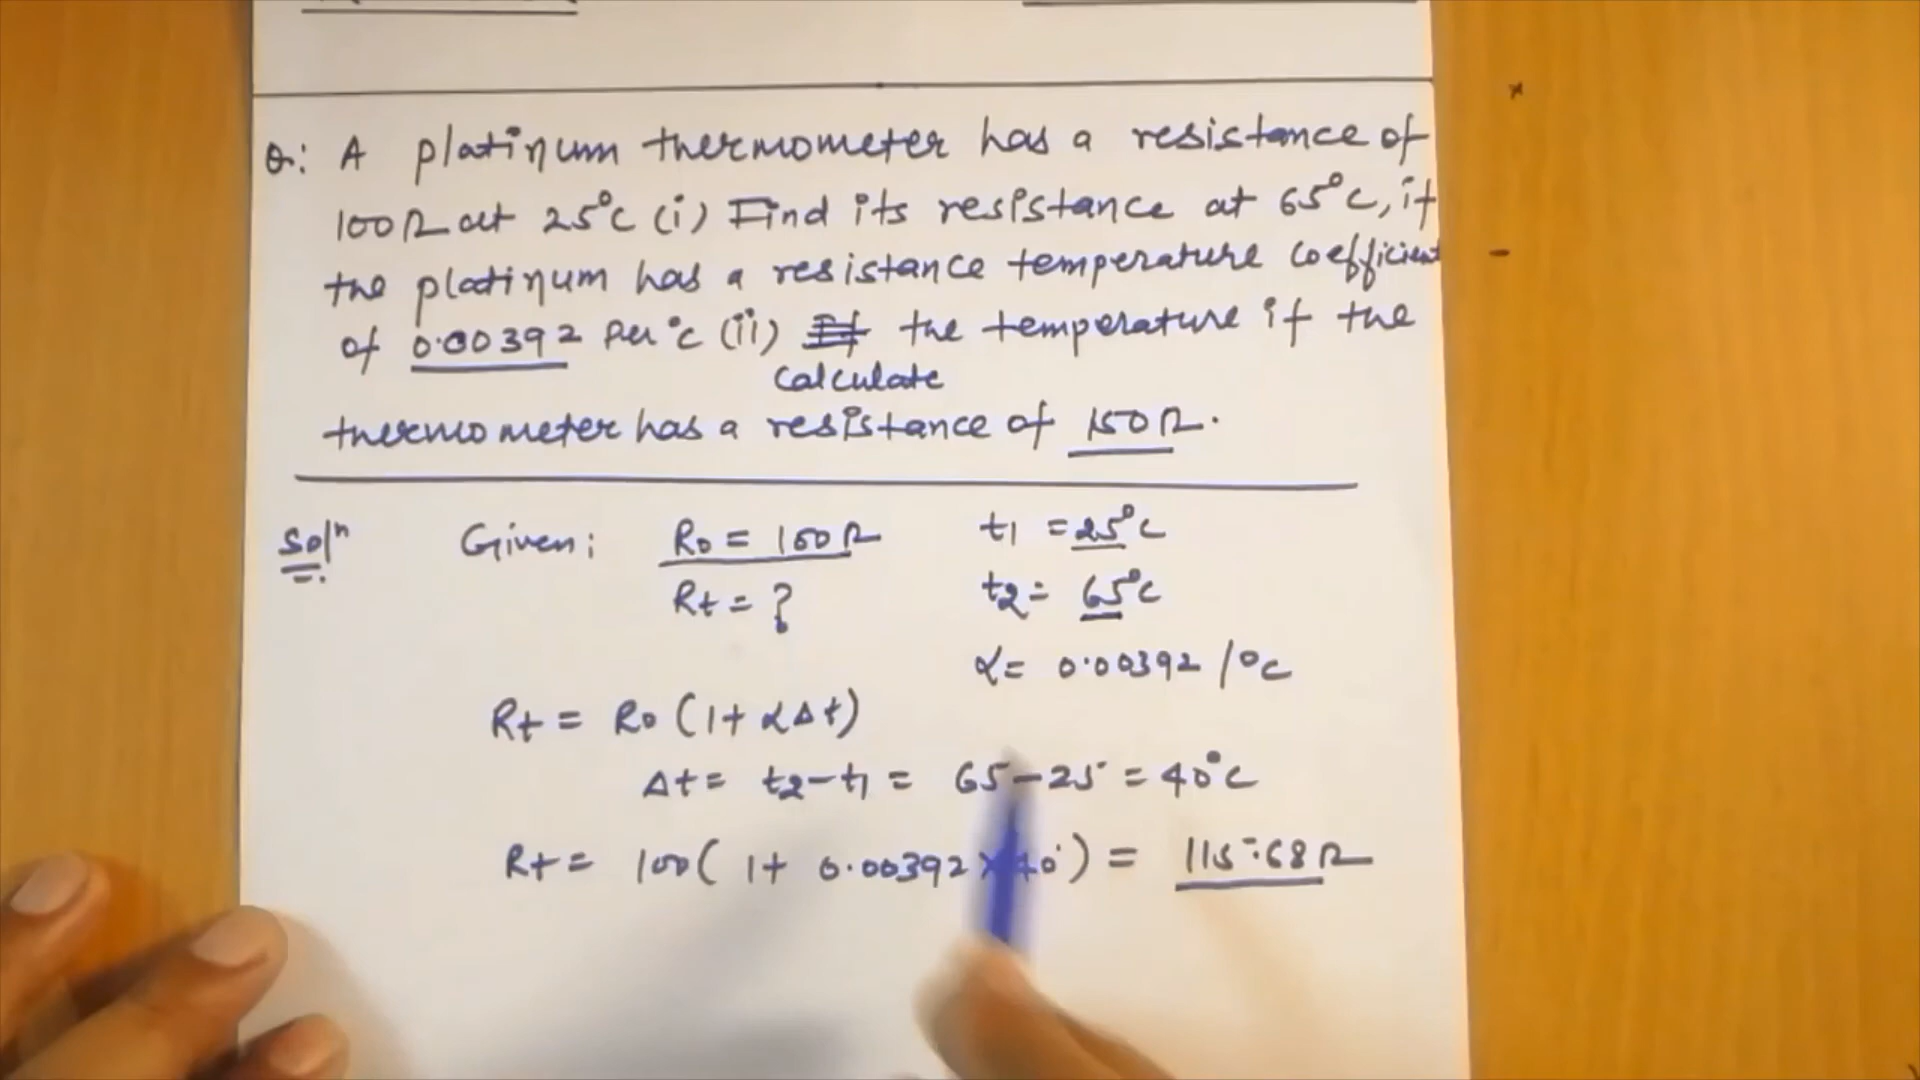 Q: A platinum thermometer has a resistance of
100Ω at 25°C (i) Find its resistance at 65°C, if
the platinum has a resistance temperature coefficient
of 0.00392 per °C (ii) the temperature if the
calculate
thermometer has a resistance of 150Ω.
Solⁿ Given: R0 = 100Ω t1 = 25°C
Rt = ? t2 = 65°C
α = 0.00392 /°C
Rt = R0 (1+ αΔt)
Δt = t2-t1 = 65-25 = 40°C
Rt = 100( 1+ 0.00392 × 40 ) = 115.68Ω